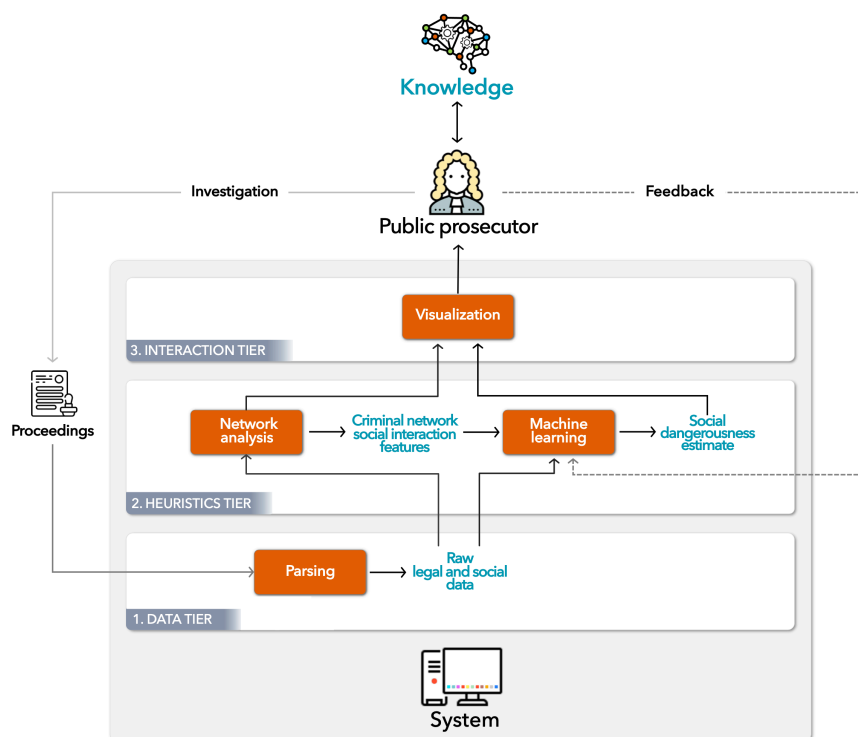 Knowledge
Investigation
Feedback
Public prosecutor
Visualization
3. INTERACTION TIER
Proceedings
Network
analysis
Criminal network
social interaction
features
Machine
learning
Social
dangerousness
estimate
2. HEURISTICS TIER
Parsing
Raw
legal and social
data
1. DATA TIER
System